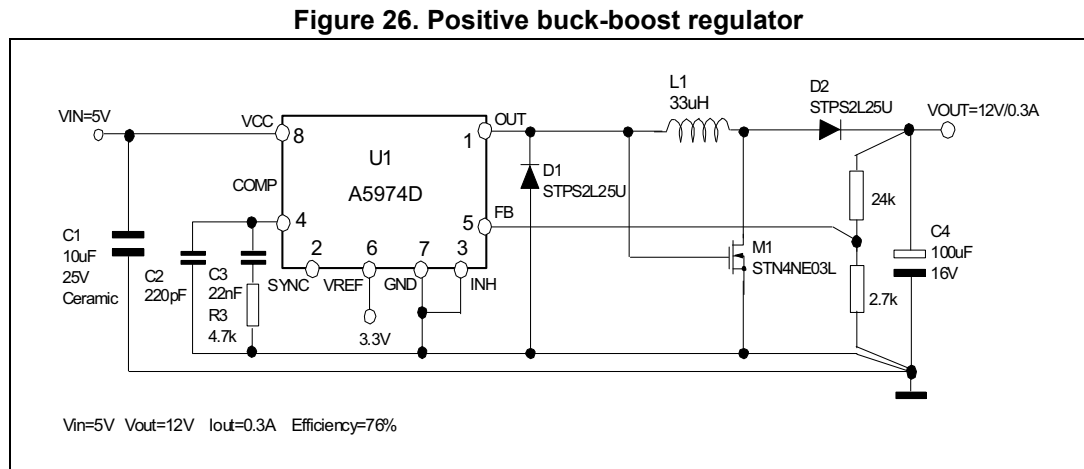 Figure 26. Positive buck-boost regulator
L1
33uH
D2
STPS2L25U
VIN=5V
VOUT=12V/0.3A
VCC
8
OUT
1
U1
A5974D
D1
STPS2L25U
COMP
4
FB
5
24k
C1
10uF
25V
Ceramic
C2
220pF
C3
22nF
R3
4.7k
2
6
7
3
SYNC
VREF
GND
INH
3.3V
M1
STN4NE03L
C4
100uF
16V
2.7k
Vin=5V Vout=12V Iout=0.3A Efficiency=76%